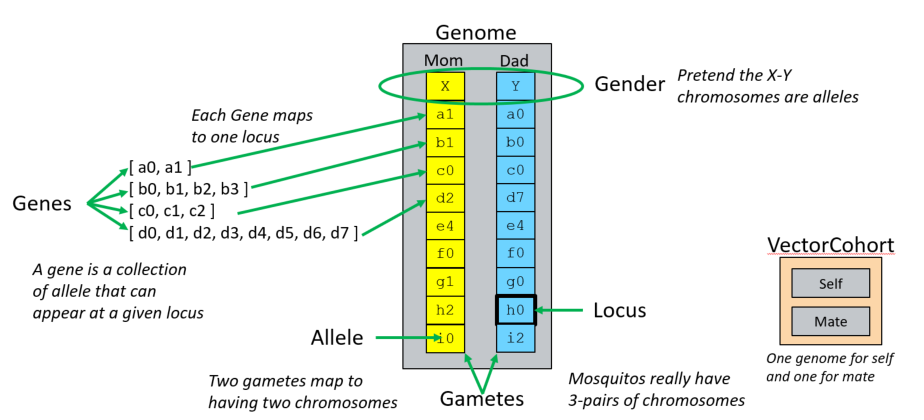 Genome
Mom Dad
X Y
Gender
Pretend the X-Y
chromosomes are alleles
Each Gene maps
to one locus
a1 a0
b1 b0
c0 c0
d2 d7
e4 e4
f0 f0
g1 g0
h2 h0
i0 i2
Genes
[ a0, a1 ]
[ b0, b1, b2, b3 ]
[ c0, c1, c2 ]
[ d0, d1, d2, d3, d4, d5, d6, d7 ]
A gene is a collection
of allele that can
appear at a given locus
Locus
Allele
VectorCohort
Self
Mate
One genome for self
and one for mate
Two gametes map to
having two chromosomes
Gametes
Mosquitos really have
3-pairs of chromosomes